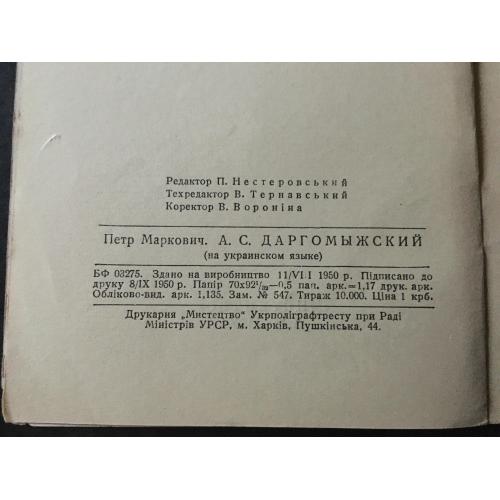 Редактор П. Нестеровський
Техредактор В. Тернавський
Коректор В. Вороніна
Петр Маркович. А. С. ДАРГОМЫЖСКИЙ
(на украинском языке)
БФ 03275. Здано на виробництво 11/VII 1950 р. Підписано до
друку 8/IX 1950 р. Папір 70х92¹/₃₂—0,5 пап. арк.=1,17 друк. арк.
Обліково-вид. арк. 1,135. Зам. № 547. Тираж 10.000. Ціна 1 крб.
Друкарня „Мистецтво" Укрполіграфтресту при Раді
Міністрів УРСР, м. Харків, Пушкінська, 44.